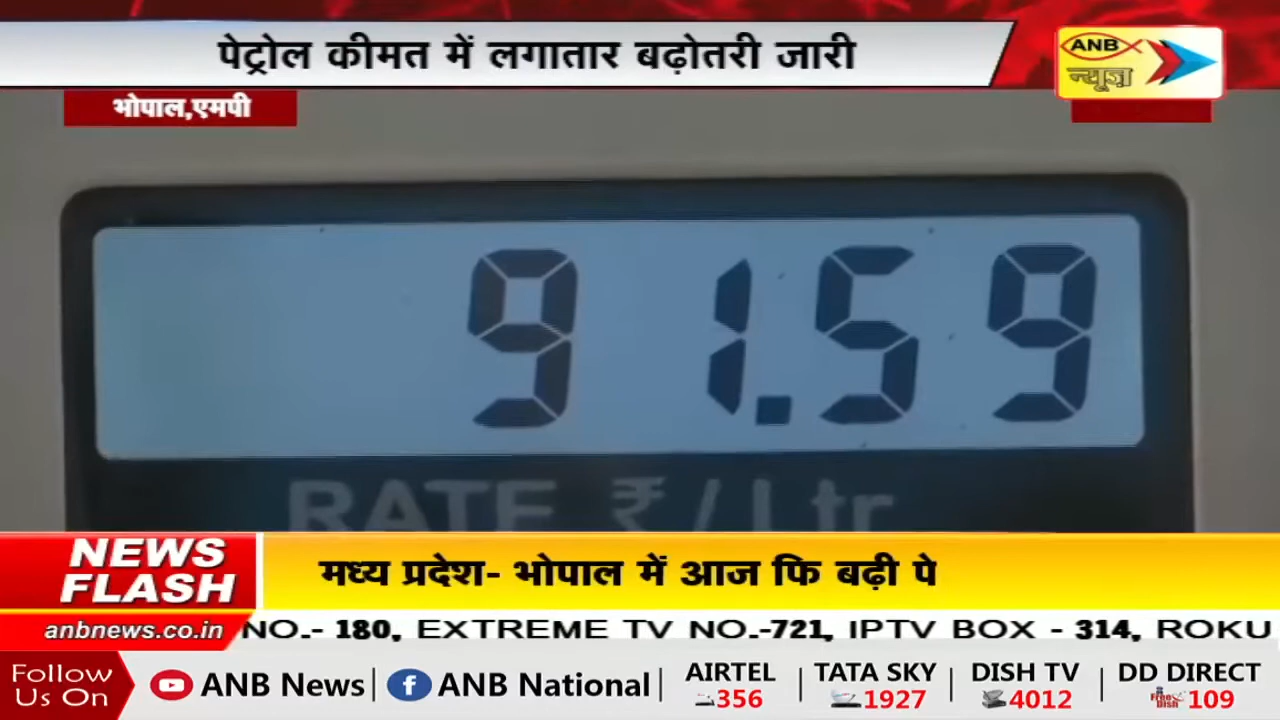 पेट्रोल कीमत में लगातार बढ़ोतरी जारी
ANB
न्यूज़
भोपाल,एमपी
91.59
RATE ₹/Ltr
NEWS
FLASH
मध्य प्रदेश- भोपाल में आज फि बढ़ी पे
anbnews.co.in
NO.- 180, EXTREME TV NO.-721, IPTV BOX - 314, ROKU
Follow
Us On
ANB News
ANB National
AIRTEL
356
TATA SKY
1927
DISH TV
4012
DD DIRECT
Free Dish
109